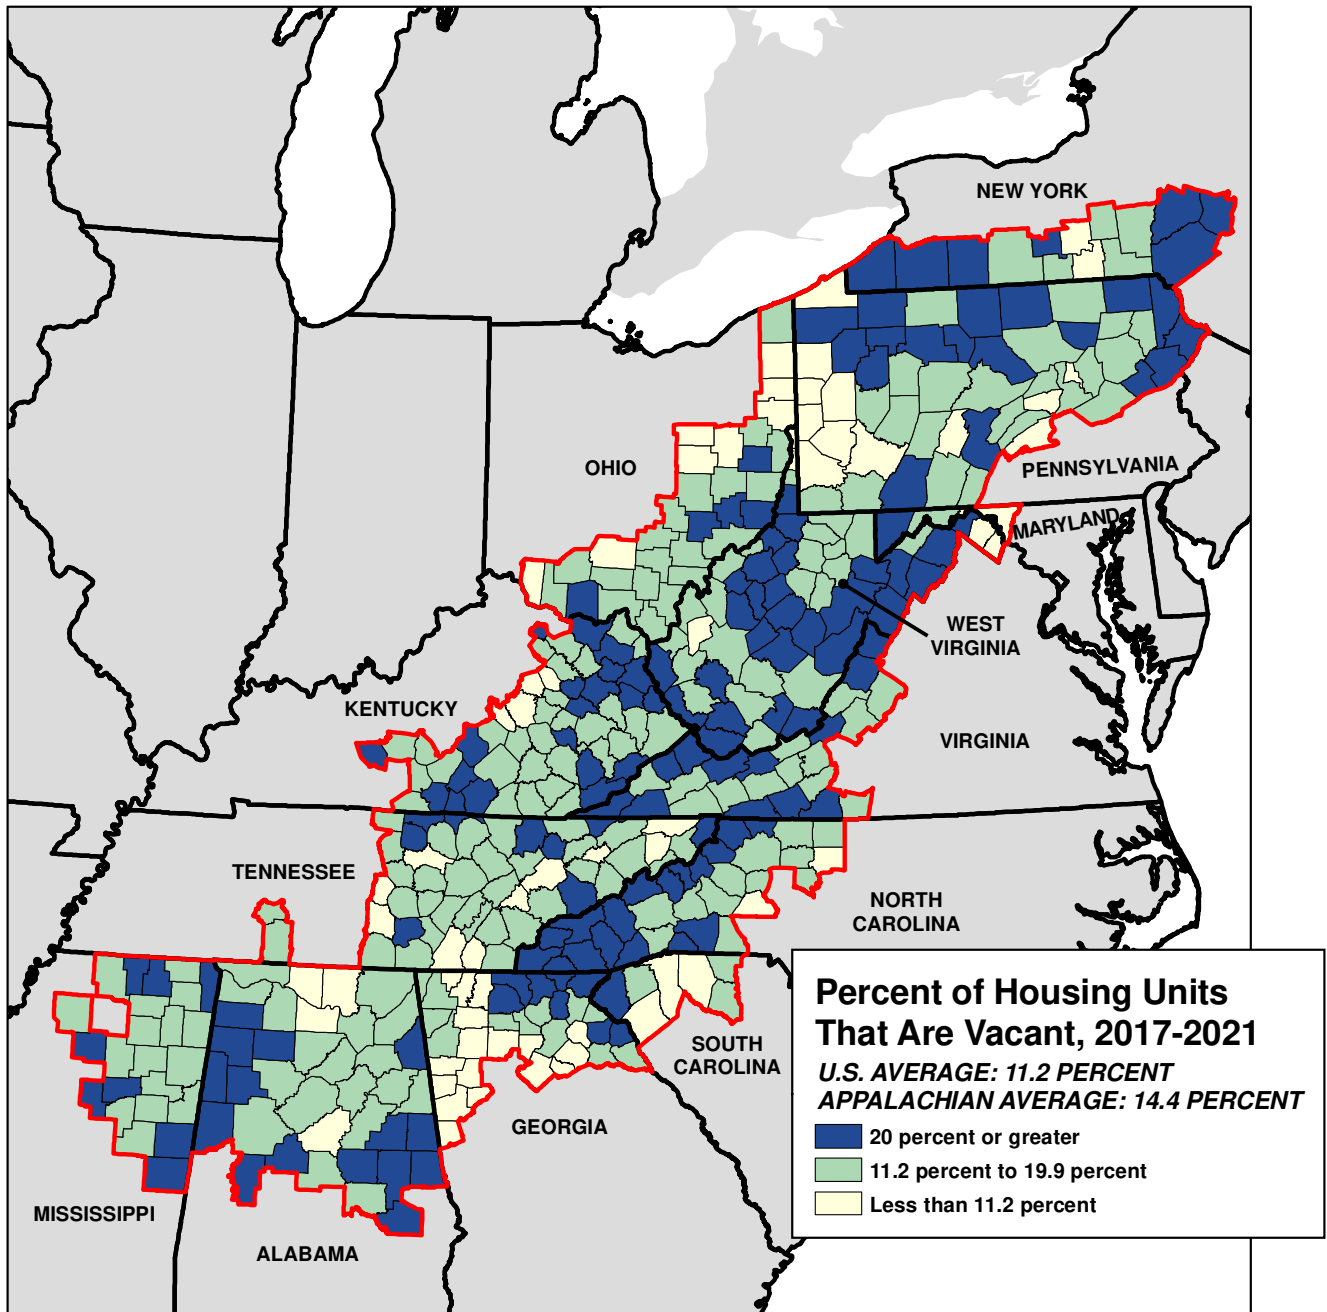 NEW YORK
OHIO
PENNSYLVANIA
MARYLAND
WEST
VIRGINIA
KENTUCKY
VIRGINIA
TENNESSEE
NORTH
CAROLINA
SOUTH
CAROLINA
GEORGIA
MISSISSIPPI
ALABAMA
Percent of Housing Units
That Are Vacant, 2017-2021
U.S. AVERAGE: 11.2 PERCENT
APPALACHIAN AVERAGE: 14.4 PERCENT
20 percent or greater
11.2 percent to 19.9 percent
Less than 11.2 percent